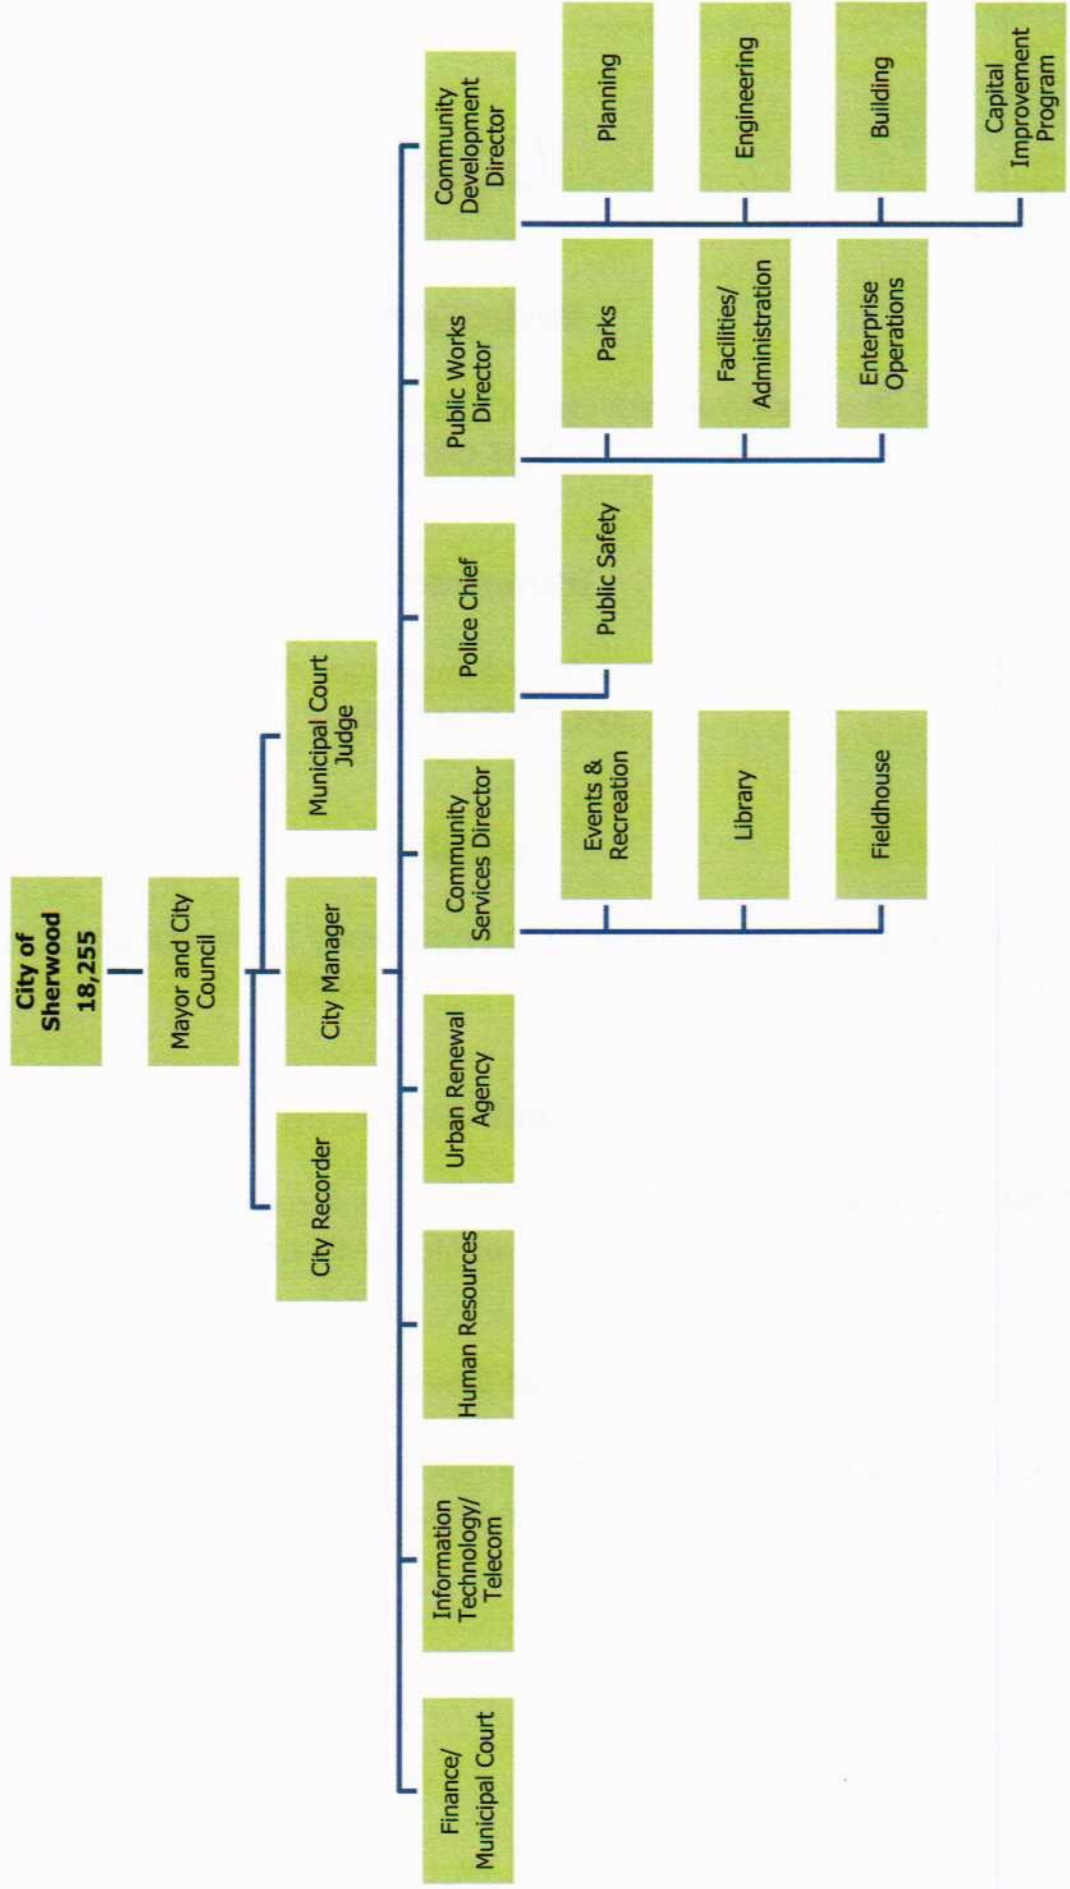 City of
Sherwood
18,255
Mayor and City
Council
City Recorder
City Manager
Municipal Court
Judge
Finance/
Municipal Court
Information
Technology/
Telecom
Human Resources
Urban Renewal
Agency
Community
Services Director
Police Chief
Public Works
Director
Community
Development
Director
Events &
Recreation
Library
Fieldhouse
Public Safety
Parks
Facilities/
Administration
Enterprise
Operations
Planning
Engineering
Building
Capital
Improvement
Program